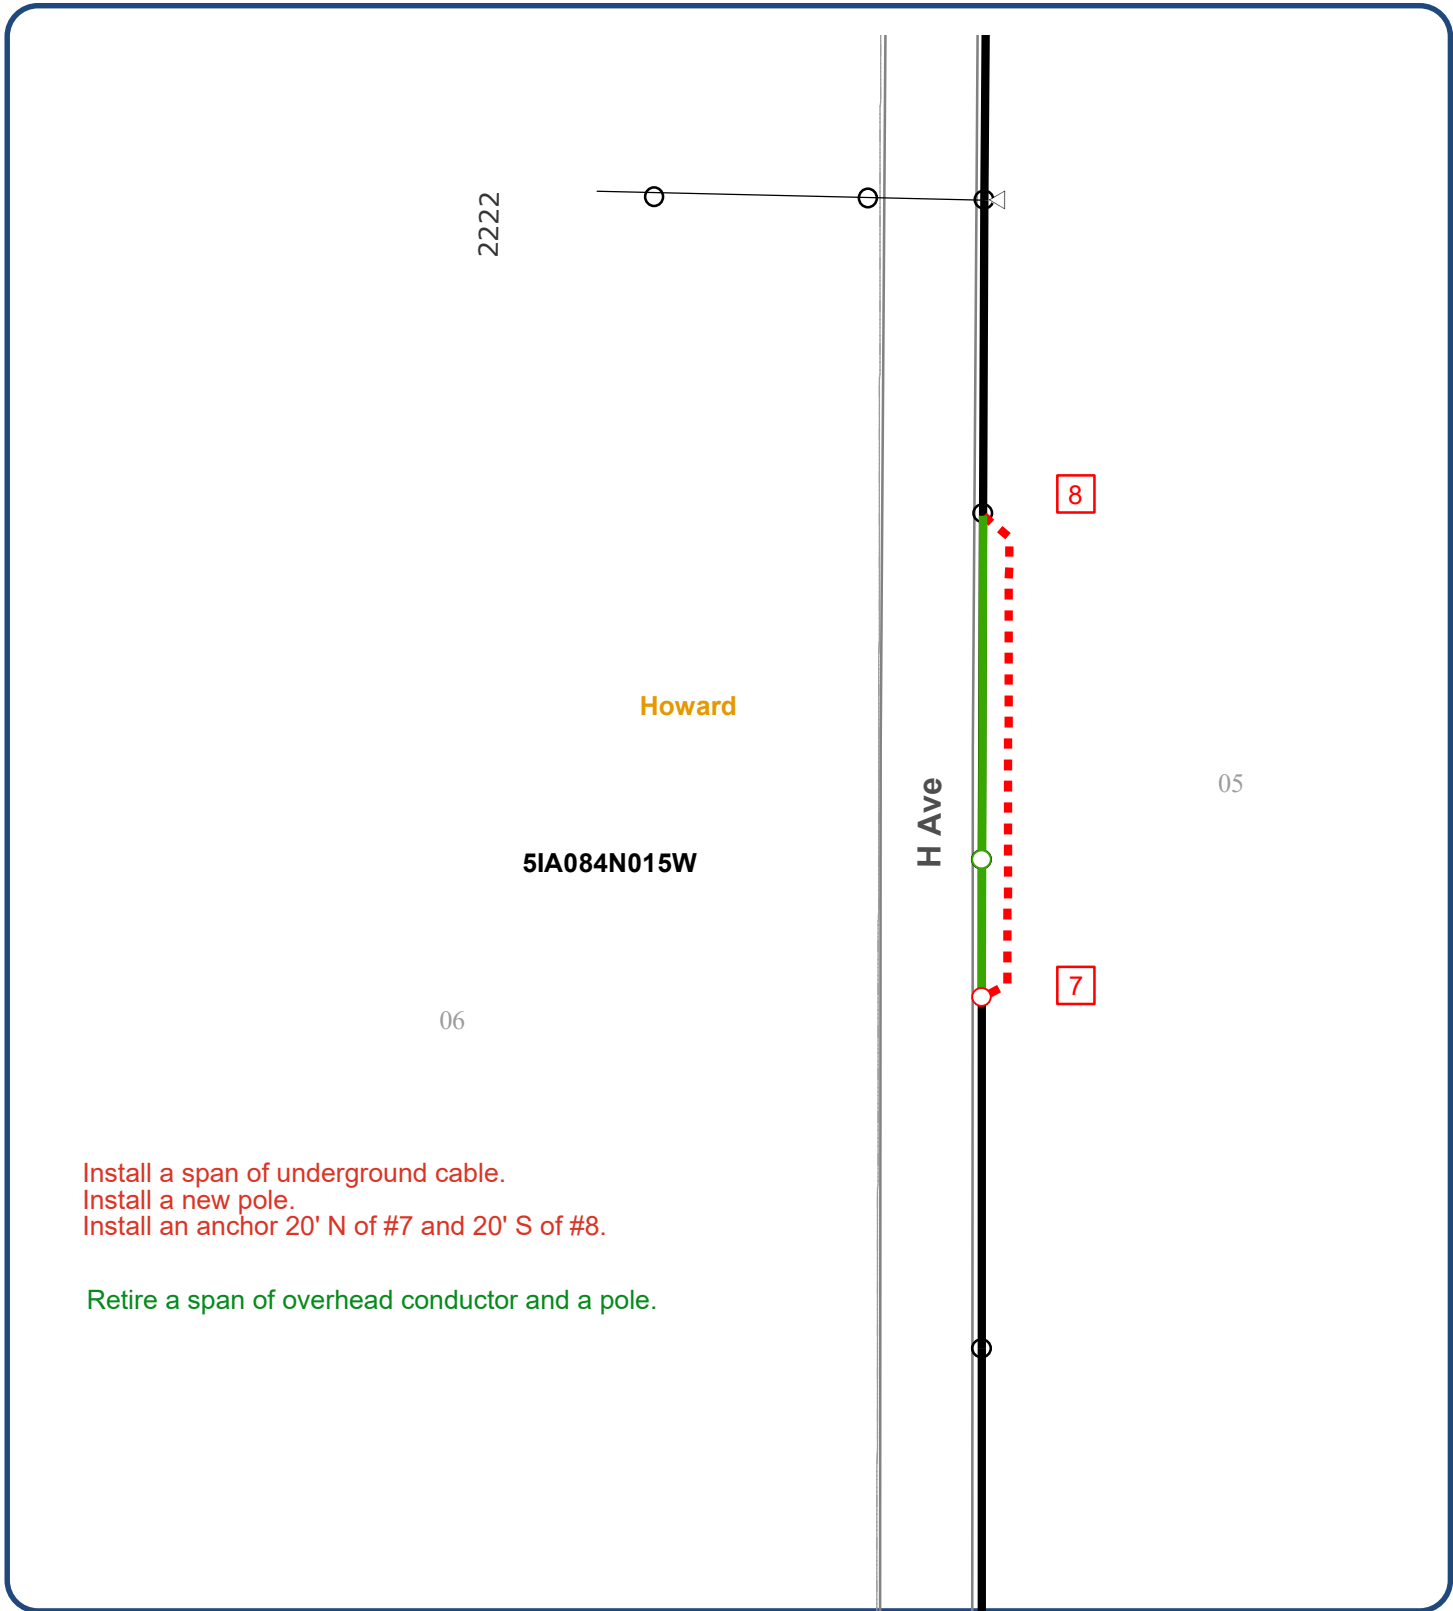 2222
8
Howard
05
H Ave
5IA084N015W
7
06
Install a span of underground cable.
Install a new pole.
Install an anchor 20' N of #7 and 20' S of #8.
Retire a span of overhead conductor and a pole.